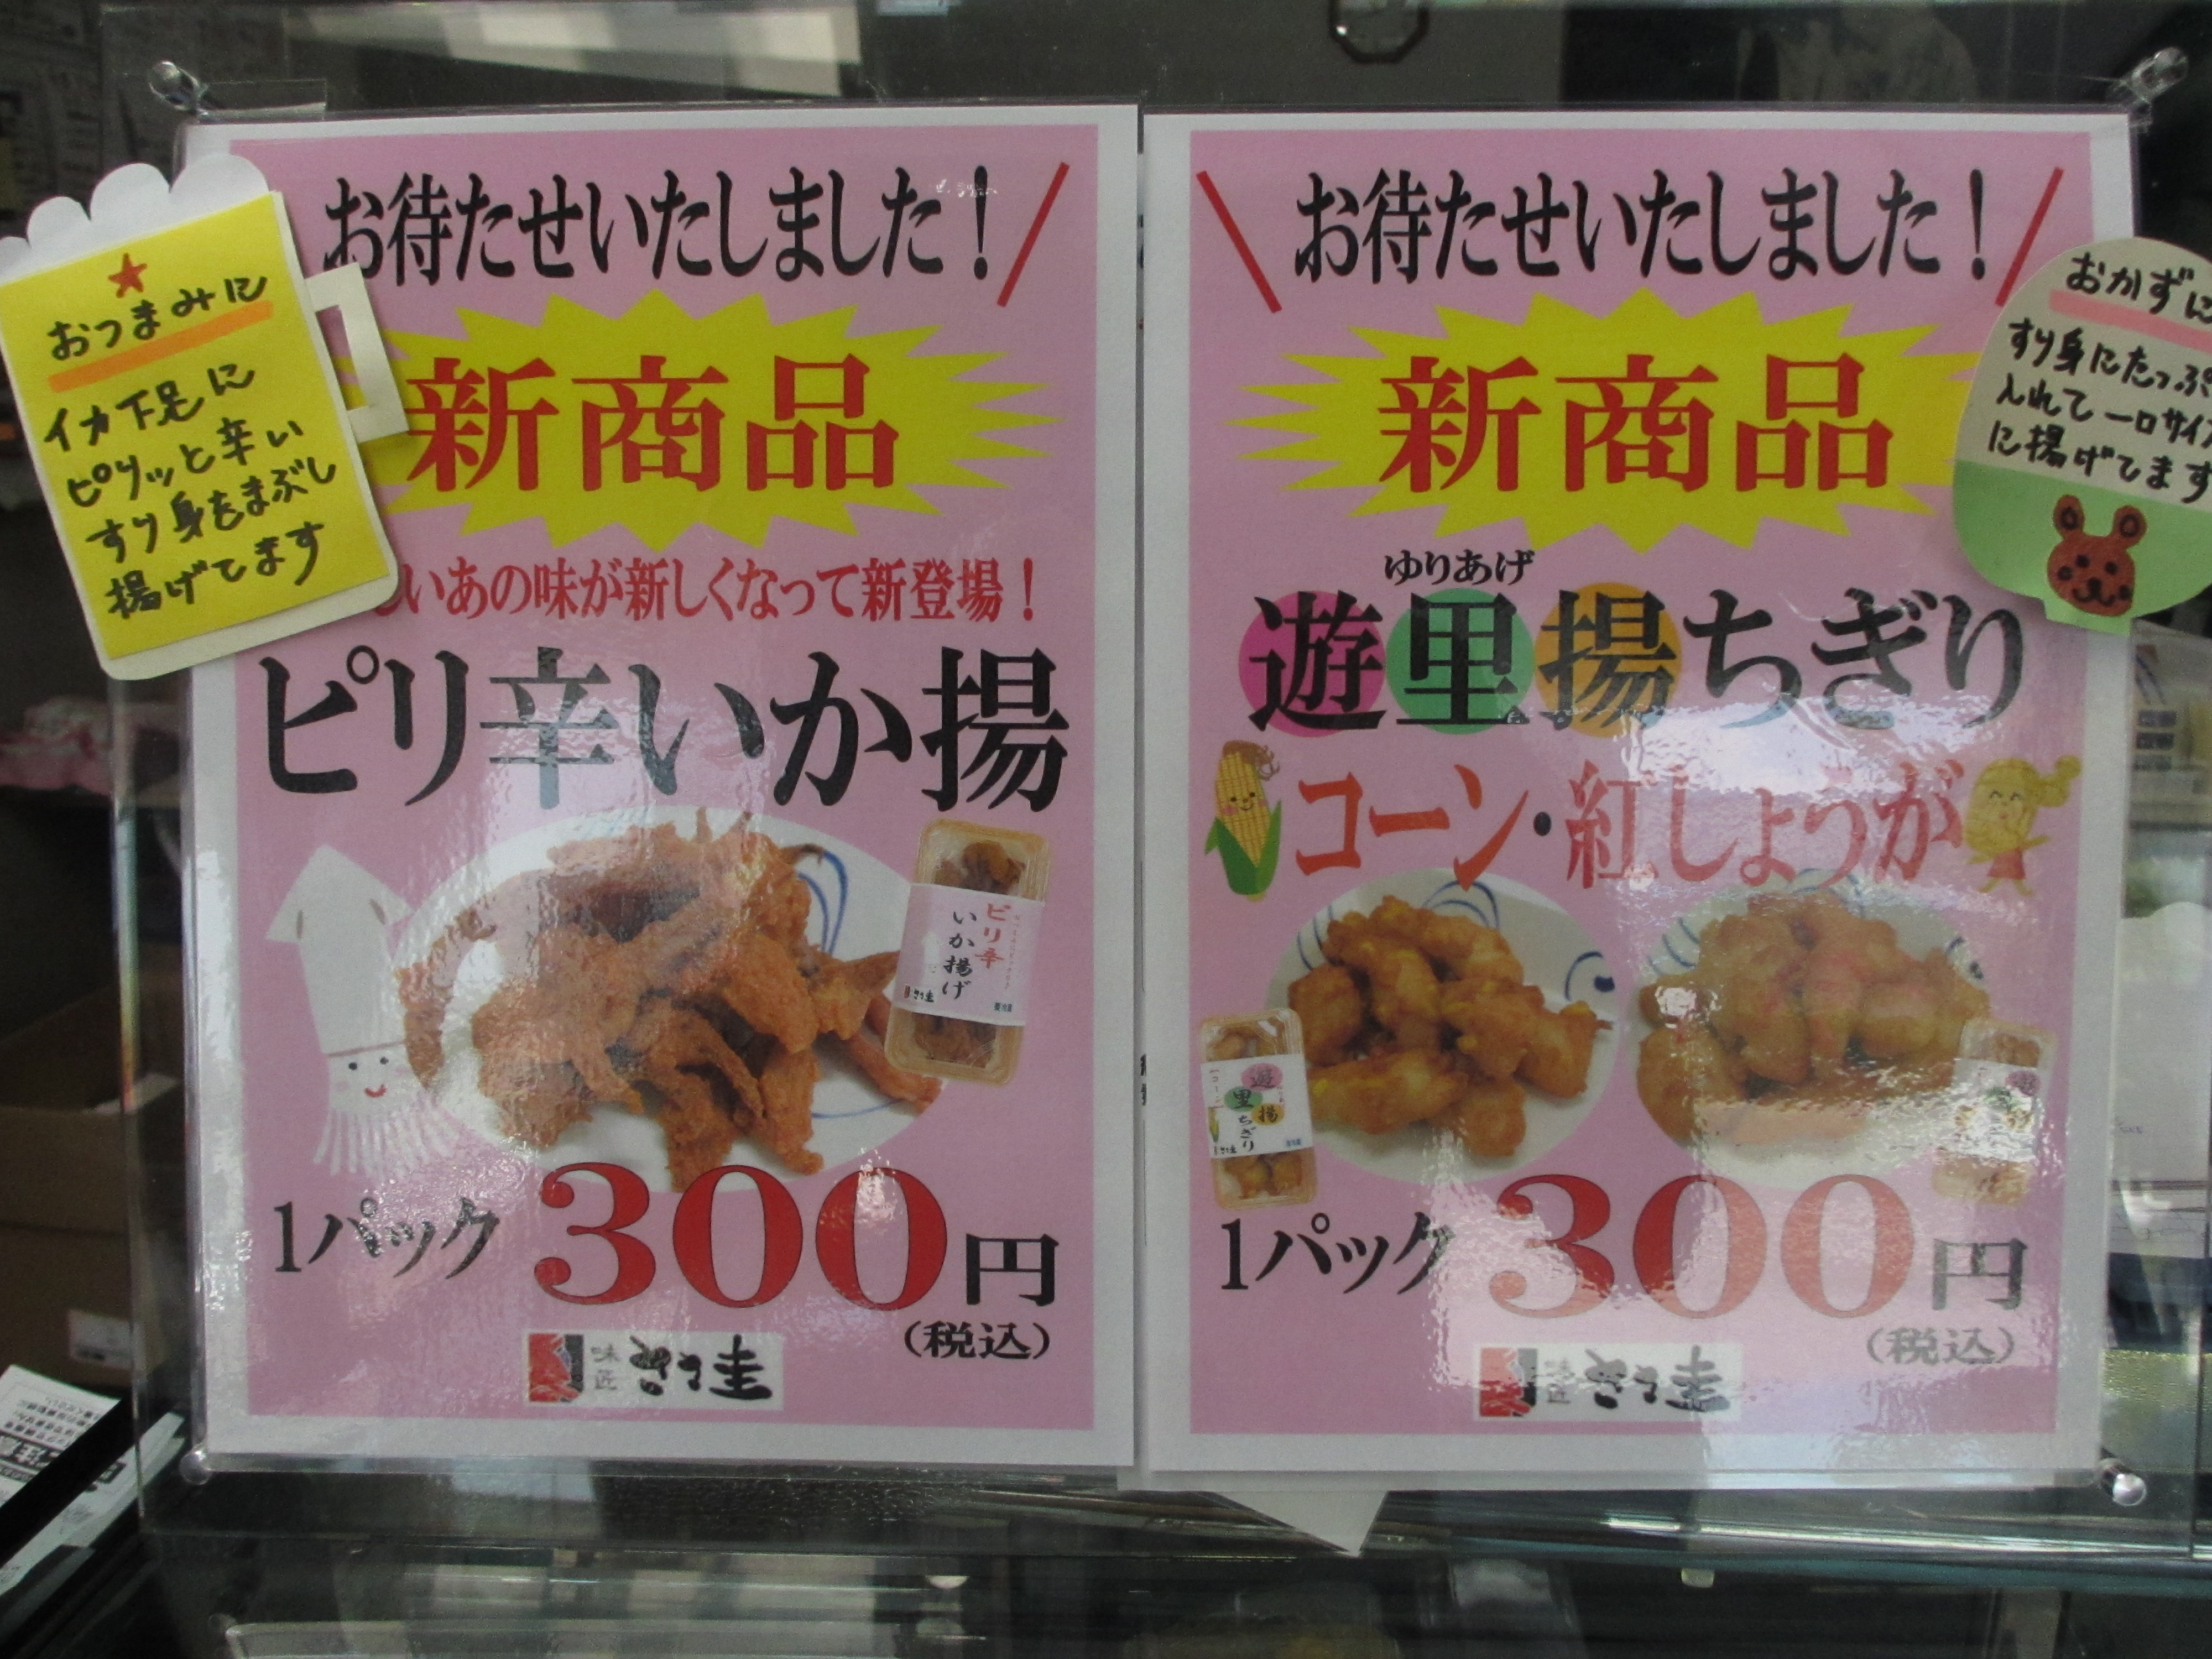 お待たせいたしました！
新商品
いあの味が新しくなって新登場！
ピリ辛いか揚
ピリ辛
いか揚げ
1パック 300円
(税込)
味匠 ささ圭
おつまみに
イカ下足に
ピリッと辛い
すり身をまぶし
揚げてます
お待たせいたしました！
新商品
ゆりあげ
遊里揚ちぎり
コーン・紅しょうが
遊里揚
ちぎり
1パック 300円
(税込)
味匠 ささ圭
おかずに
すり身にたっぷり
入れて一口サイズ
に揚げてます